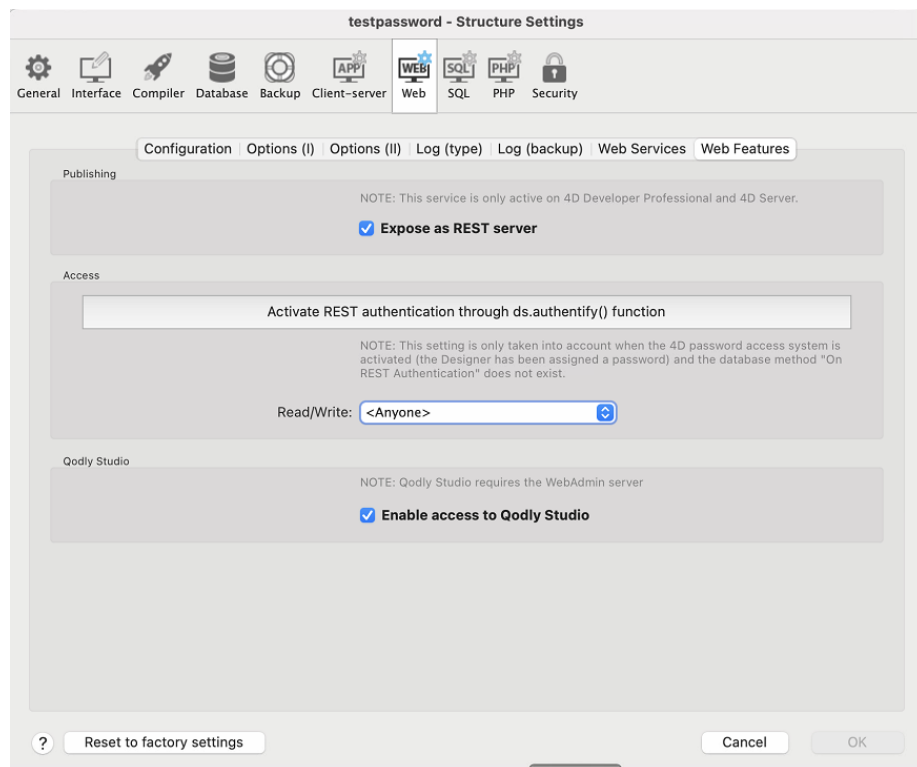 testpassword - Structure Settings
General Interface Compiler Database Backup Client-server Web SQL PHP Security
APP WEB SQL PHP
Configuration Options (I) Options (II) Log (type) Log (backup) Web Services Web Features
Publishing
NOTE: This service is only active on 4D Developer Professional and 4D Server.
Expose as REST server
Access
Activate REST authentication through ds.authentify() function
NOTE: This setting is only taken into account when the 4D password access system is
activated (the Designer has been assigned a password) and the database method "On
REST Authentication" does not exist.
Read/Write: <Anyone>
Qodly Studio
NOTE: Qodly Studio requires the WebAdmin server
Enable access to Qodly Studio
? Reset to factory settings Cancel OK